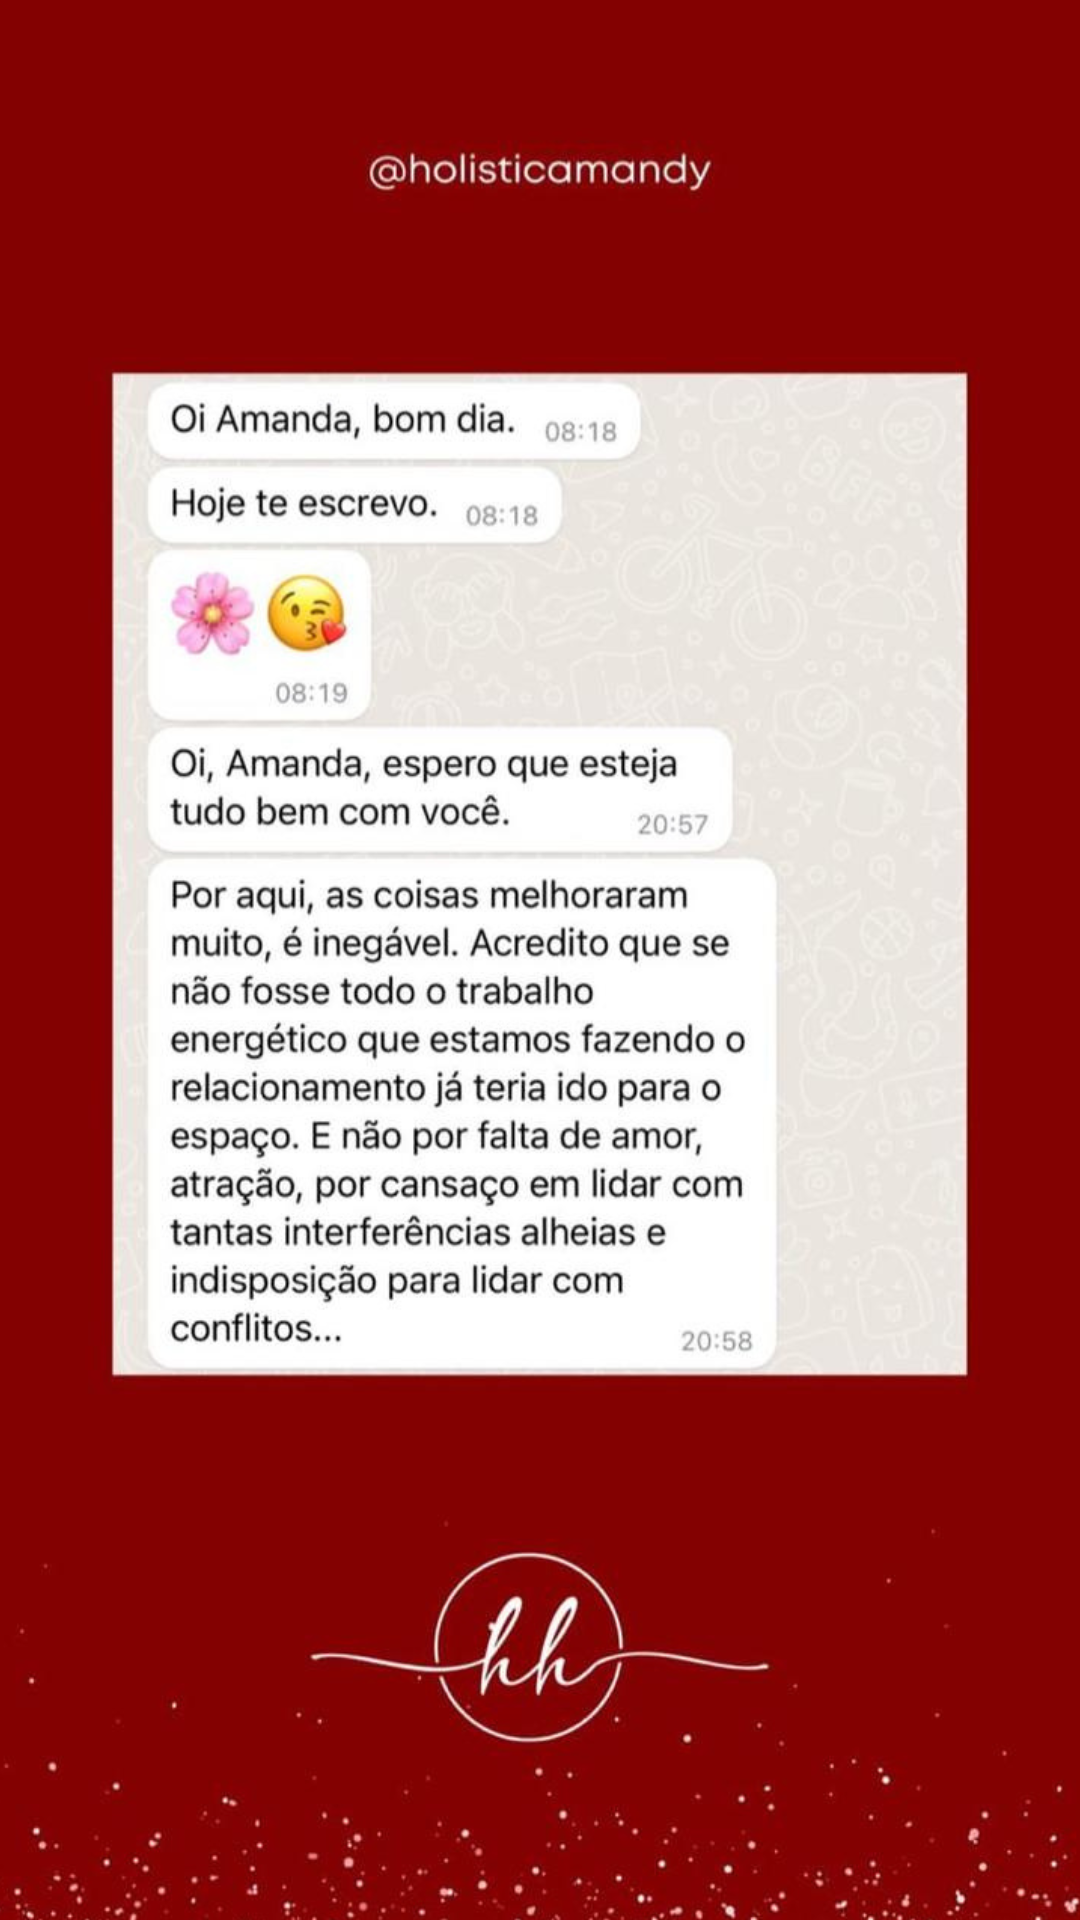 @holisticamandy
Oi Amanda, bom dia. 08:18
Hoje te escrevo. 08:18
🌸😘
08:19
Oi, Amanda, espero que esteja
tudo bem com você. 20:57
Por aqui, as coisas melhoraram
muito, é inegável. Acredito que se
não fosse todo o trabalho
energético que estamos fazendo o
relacionamento já teria ido para o
espaço. E não por falta de amor,
atração, por cansaço em lidar com
tantas interferências alheias e
indisposição para lidar com
conflitos... 20:58
hh